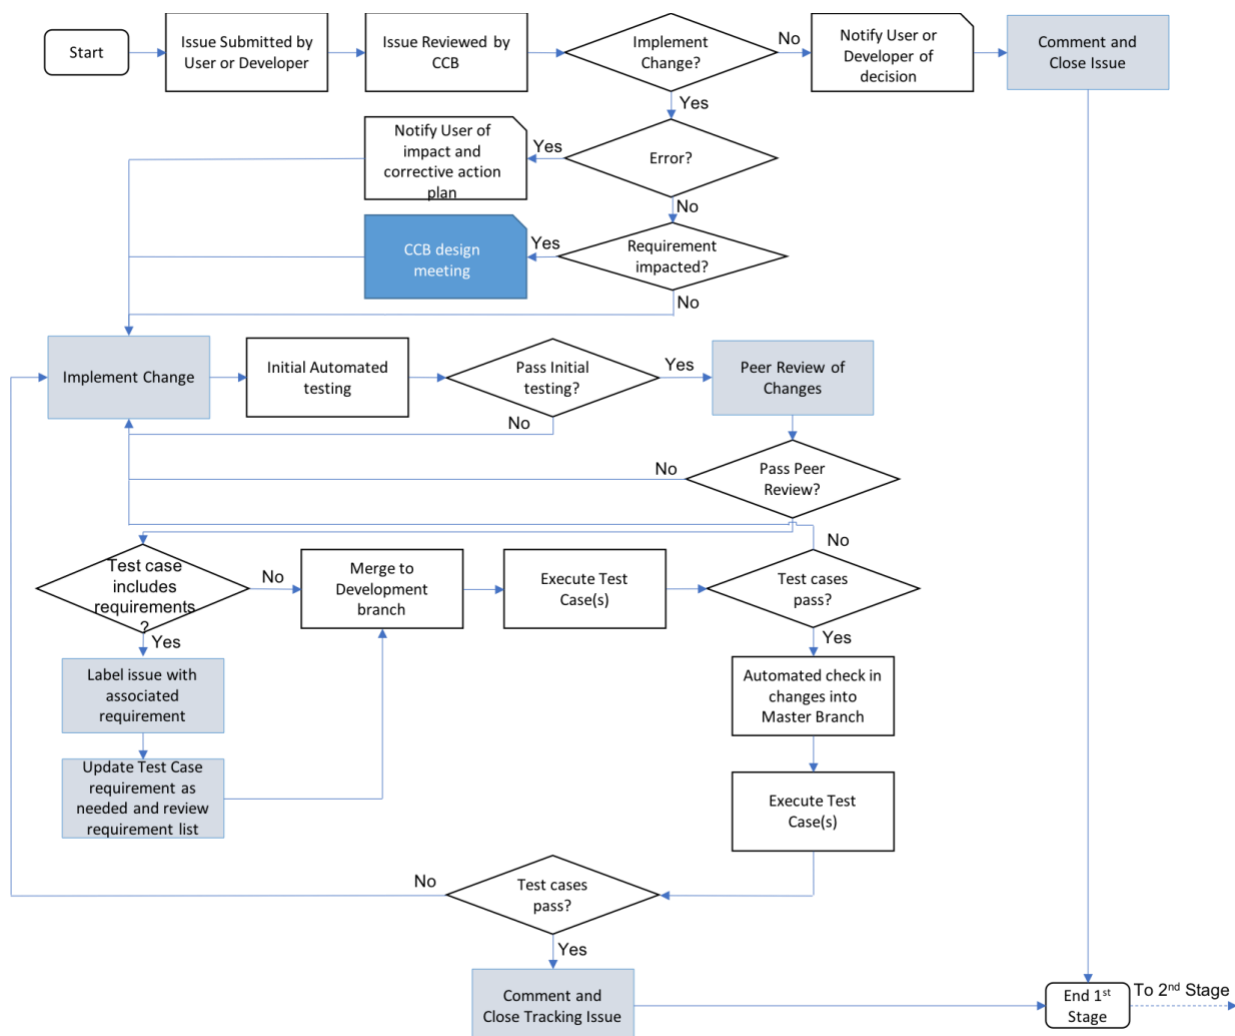 Start
Issue Submitted by
User or Developer
Issue Reviewed by
CCB
Implement
Change?
No
Notify User or
Developer of
decision
Comment and
Close Issue
Yes
Notify User of
impact and
corrective action
plan
Yes
Error?
No
CCB design
meeting
Yes
Requirement
impacted?
No
Implement Change
Initial Automated
testing
Pass Initial
testing?
Yes
Peer Review of
Changes
No
No
Pass Peer
Review?
No
Test case
includes
requirements
?
No
Merge to
Development
branch
Execute Test
Case(s)
Test cases
pass?
Yes
Yes
Label issue with
associated
requirement
Automated check in
changes into
Master Branch
Update Test Case
requirement as
needed and review
requirement list
Execute Test
Case(s)
No
Test cases
pass?
Yes
Comment and
Close Tracking Issue
End 1st
Stage
To 2nd Stage